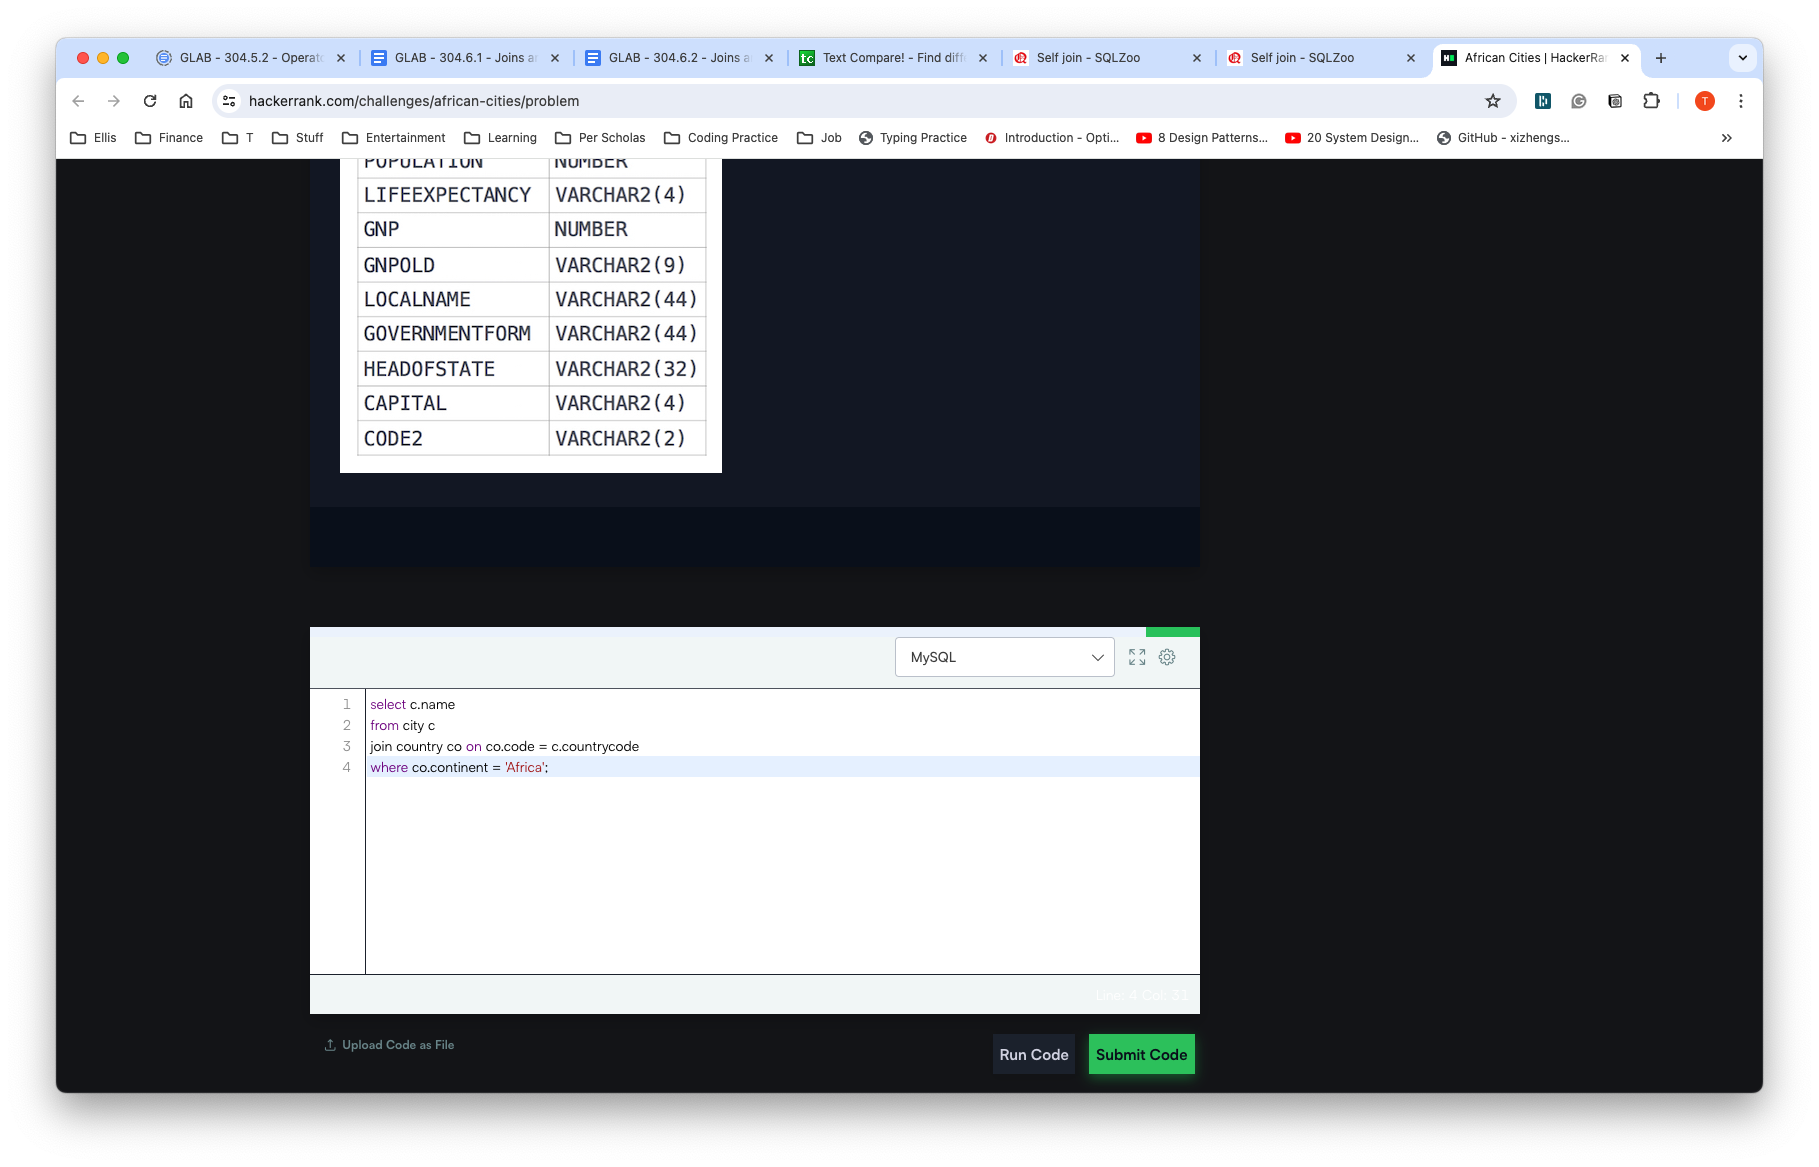 GLAB - 304.5.2 - Operat
GLAB - 304.6.1 - Joins a
GLAB - 304.6.2 - Joins a
Text Compare! - Find diff
Self join - SQLZoo
Self join - SQLZoo
African Cities | HackerRa
hackerrank.com/challenges/african-cities/problem
T
Ellis
Finance
T
Stuff
Entertainment
Learning
Per Scholas
Coding Practice
Job
Typing Practice
Introduction - Opti...
8 Design Patterns...
20 System Design...
GitHub - xizhengs...
POPULATION NUMBER
LIFEEXPECTANCY VARCHAR2(4)
GNP NUMBER
GNPOLD VARCHAR2(9)
LOCALNAME VARCHAR2(44)
GOVERNMENTFORM VARCHAR2(44)
HEADOFSTATE VARCHAR2(32)
CAPITAL VARCHAR2(4)
CODE2 VARCHAR2(2)
MySQL
1 select c.name
2 from city c
3 join country co on co.code = c.countrycode
4 where co.continent = 'Africa';
Line: 4 Col: 31
Upload Code as File
Run Code
Submit Code